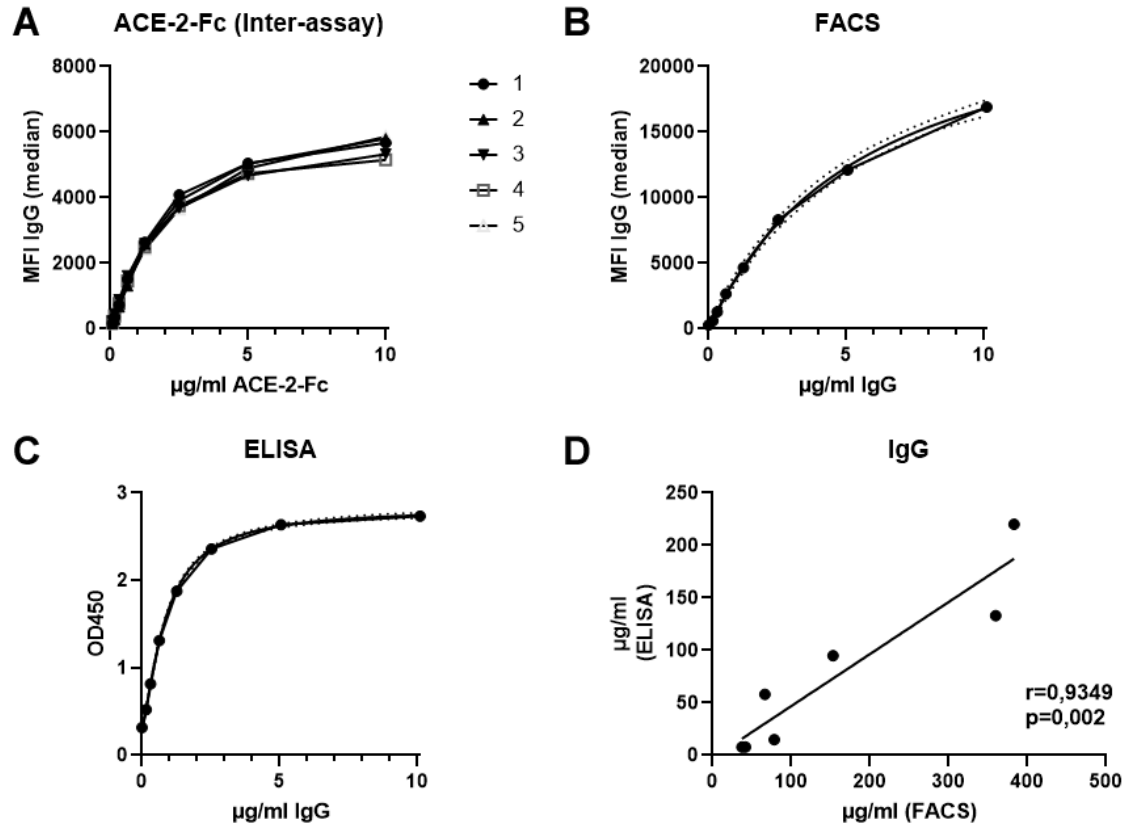 A
ACE-2-Fc (Inter-assay)
8000
6000
4000
2000
0
MFI IgG (median)
0
5
10
µg/ml ACE-2-Fc
1
2
3
4
5
B
FACS
20000
15000
10000
5000
0
MFI IgG (median)
0
5
10
µg/ml IgG
C
ELISA
3
2
1
0
OD450
0
5
10
µg/ml IgG
D
IgG
250
200
150
100
50
0
µg/ml
(ELISA)
r=0,9349
p=0,002
0
100
200
300
400
500
µg/ml (FACS)